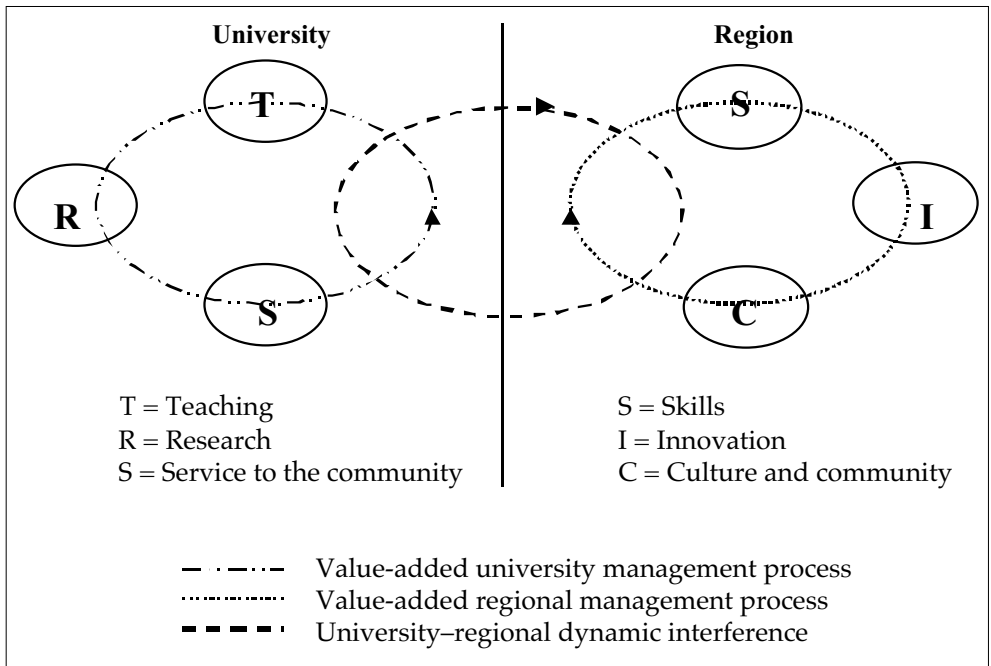 University
Region
T
S
R
I
S
C
T = Teaching
R = Research
S = Service to the community
S = Skills
I = Innovation
C = Culture and community
Value-added university management process
Value-added regional management process
University–regional dynamic interference